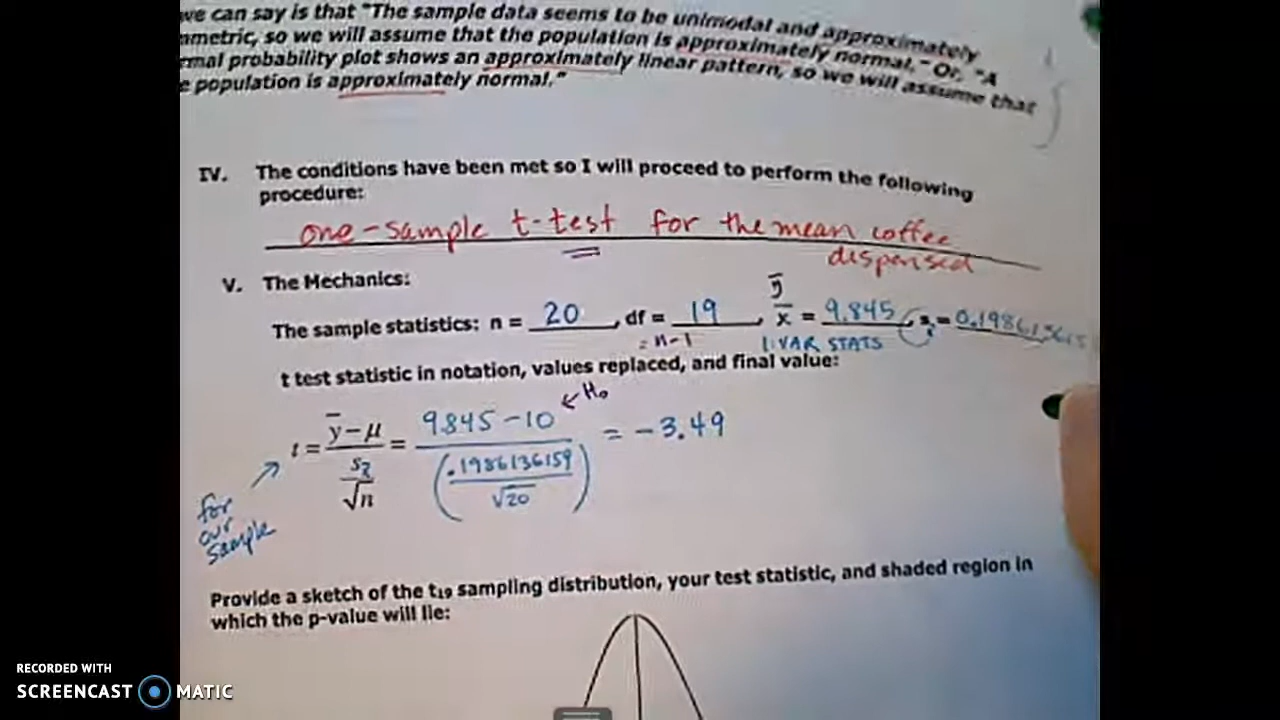 we can say is that "The sample data seems to be unimodal and approximately
mmetric, so we will assume that the population is approximately normal." Or, "A
rmal probability plot shows an approximately linear pattern, so we will assume that
e population is approximately normal."
IV. The conditions have been met so I will proceed to perform the following
procedure:
one-sample t-test for the mean coffee
dispensed
V. The Mechanics:
ȳ
The sample statistics: n = 20, df = 19, x̄ = 9.845, s = 0.198613615
= n-1 1-VAR STATS
t test statistic in notation, values replaced, and final value:
← H₀
t = (ȳ − μ) / (s / √n) = (9.845 − 10) / (.1986136159 / √20) = −3.49
for
our
sample
Provide a sketch of the t₁₉ sampling distribution, your test statistic, and shaded region in
which the p-value will lie:
RECORDED WITH
SCREENCAST MATIC